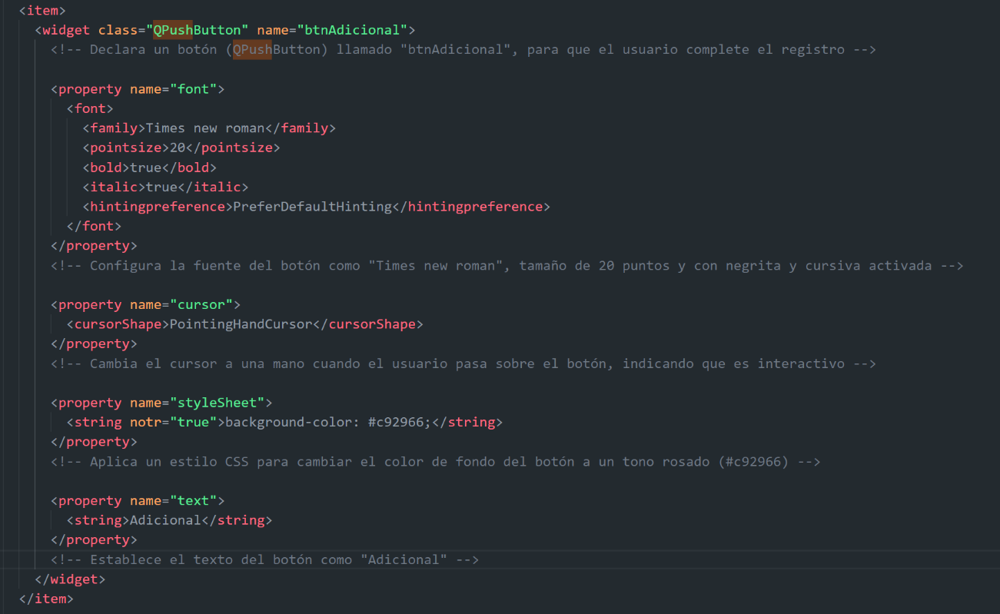 <item>
<widget class="QPushButton" name="btnAdicional">
<!-- Declara un botón (QPushButton) llamado "btnAdicional", para que el usuario complete el registro -->
<property name="font">
<font>
<family>Times new roman</family>
<pointsize>20</pointsize>
<bold>true</bold>
<italic>true</italic>
<hintingpreference>PreferDefaultHinting</hintingpreference>
</font>
</property>
<!-- Configura la fuente del botón como "Times new roman", tamaño de 20 puntos y con negrita y cursiva activada -->
<property name="cursor">
<cursorShape>PointingHandCursor</cursorShape>
</property>
<!-- Cambia el cursor a una mano cuando el usuario pasa sobre el botón, indicando que es interactivo -->
<property name="styleSheet">
<string notr="true">background-color: #c92966;</string>
</property>
<!-- Aplica un estilo CSS para cambiar el color de fondo del botón a un tono rosado (#c92966) -->
<property name="text">
<string>Adicional</string>
</property>
<!-- Establece el texto del botón como "Adicional" -->
</widget>
</item>